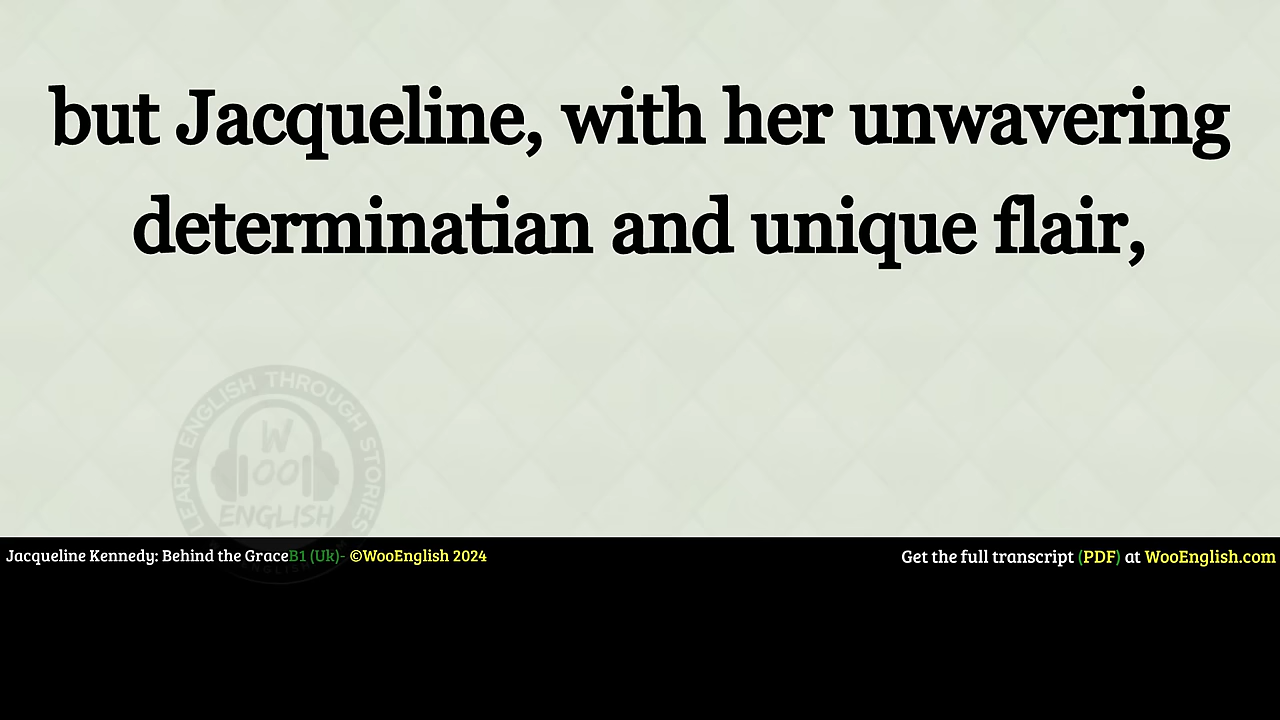 but Jacqueline, with her unwavering
determinatian and unique flair,
LEARN ENGLISH THROUGH STORIES
W
OO
ENGLISH
Jacqueline Kennedy: Behind the GraceB1 (Uk)- ©WooEnglish 2024
Get the full transcript (PDF) at WooEnglish.com